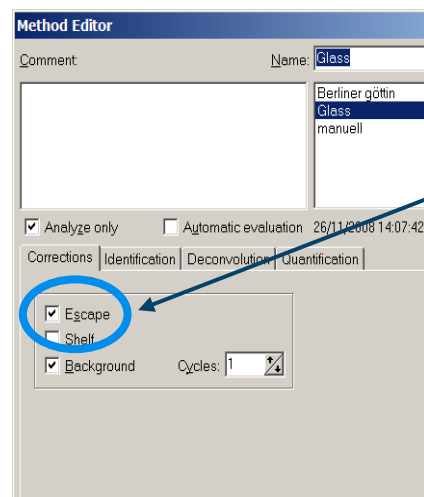 Method Editor
Comment: Name: Glass
Berliner göttin
Glass
manuell
Analyze only Automatic evaluation 26/11/2008 14:07:42
Corrections Identification Deconvolution Quantification
Escape
Shelf
Background Cycles: 1